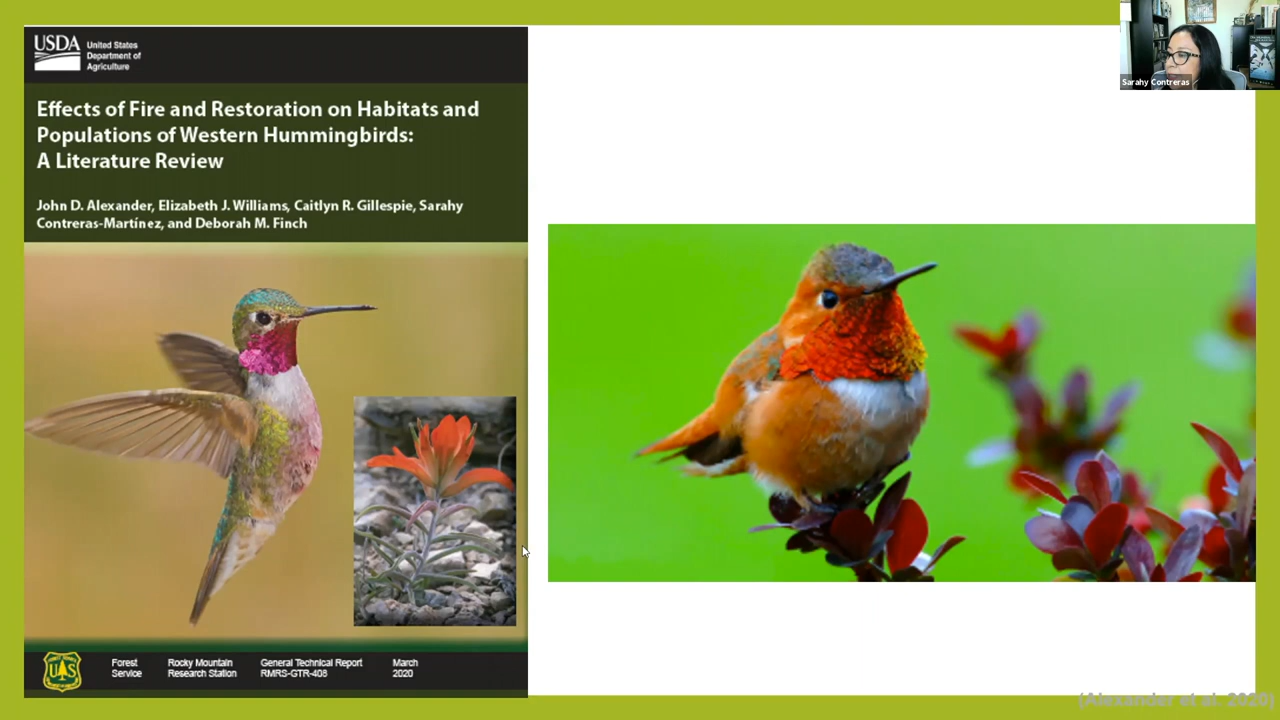 USDA
United States
Department of
Agriculture
Effects of Fire and Restoration on Habitats and
Populations of Western Hummingbirds:
A Literature Review
John D. Alexander, Elizabeth J. Williams, Caitlyn R. Gillespie, Sarahy
Contreras-Martínez, and Deborah M. Finch
Forest
Service
Rocky Mountain
Research Station
General Technical Report
RMRS-GTR-408
March
2020
Sarahy Contreras
(Alexander et al. 2020)